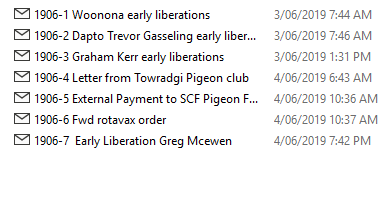 1906-1 Woonona early liberations 3/06/2019 7:44 AM
1906-2 Dapto Trevor Gasseling early liber... 3/06/2019 7:46 AM
1906-3 Graham Kerr early liberations 3/06/2019 1:31 PM
1906-4 Letter from Towradgi Pigeon club 4/06/2019 6:43 AM
1906-5 External Payment to SCF Pigeon F... 4/06/2019 10:36 AM
1906-6 Fwd rotavax order 4/06/2019 10:37 AM
1906-7 Early Liberation Greg Mcewen 4/06/2019 7:42 PM